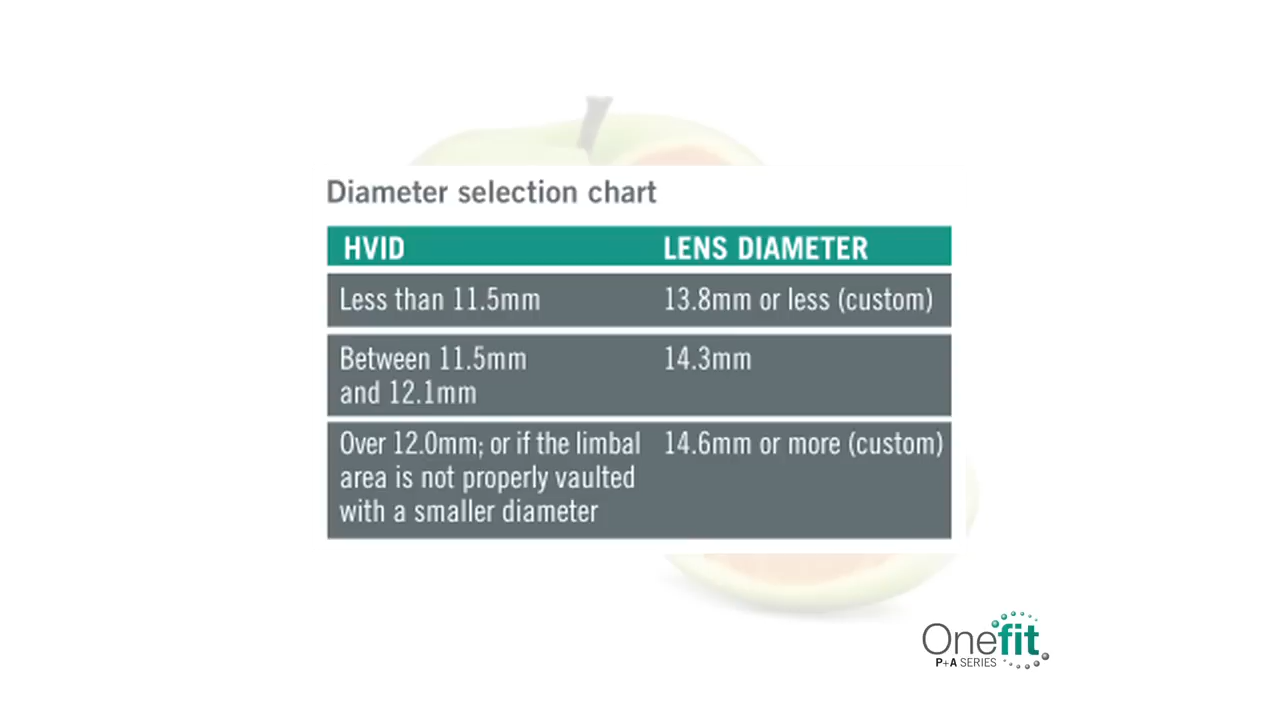 Diameter selection chart
HVID LENS DIAMETER
Less than 11.5mm 13.8mm or less (custom)
Between 11.5mm 14.3mm
and 12.1mm
Over 12.0mm; or if the limbal 14.6mm or more (custom)
area is not properly vaulted
with a smaller diameter
Onefit
P+A SERIES